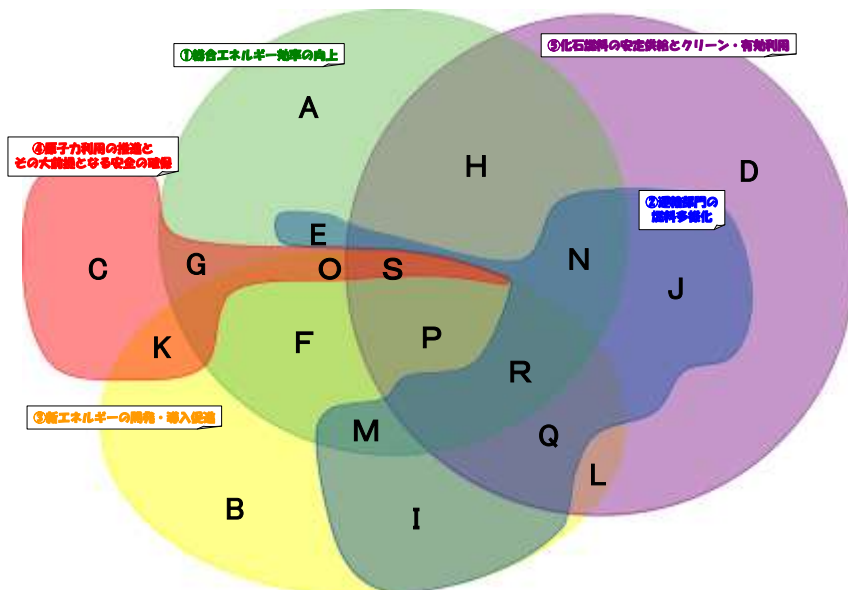 ①総合エネルギー効率の向上
⑤化石燃料の安定供給とクリーン・有効利用
A
④原子力利用の推進と
その大前提となる安全の確保
H
D
②運輸部門の
燃料多様化
E
N
C
G
O
S
J
K
F
P
R
③新エネルギーの開発・導入促進
M
Q
L
B
I